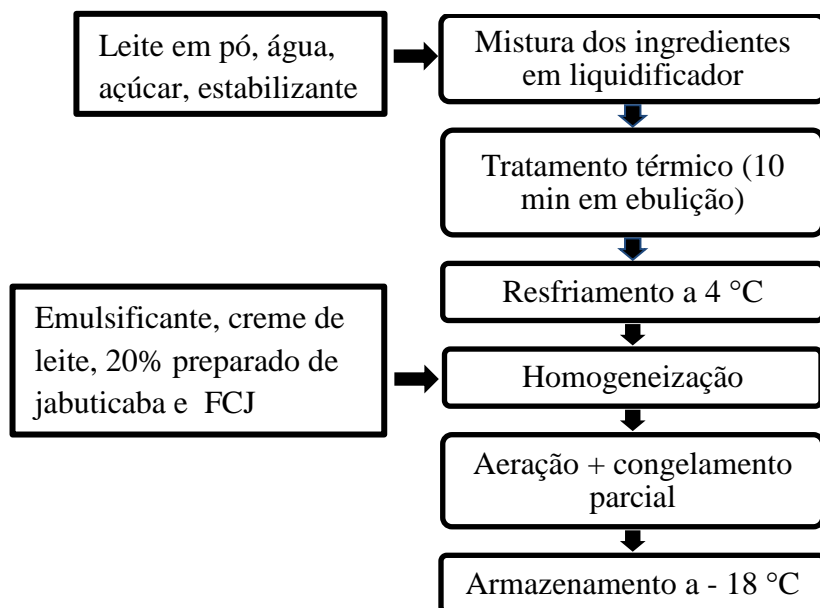 Leite em pó, água,
açúcar, estabilizante
Mistura dos ingredientes
em liquidificador
Tratamento térmico (10
min em ebulição)
Resfriamento a 4 °C
Emulsificante, creme de
leite, 20% preparado de
jabuticaba e FCJ
Homogeneização
Aeração + congelamento
parcial
Armazenamento a - 18 °C